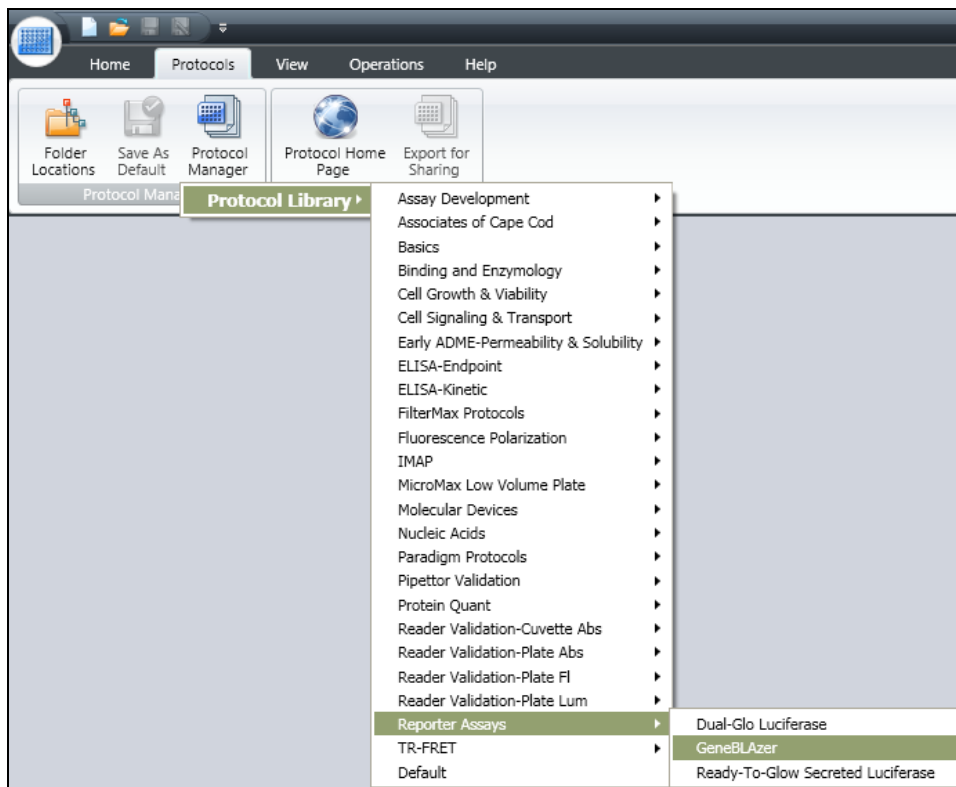 Home Protocols View Operations Help
Folder Locations
Save As Default
Protocol Manager
Protocol Home Page
Export for Sharing
Protocol Mana
Protocol Library
Assay Development
Associates of Cape Cod
Basics
Binding and Enzymology
Cell Growth & Viability
Cell Signaling & Transport
Early ADME-Permeability & Solubility
ELISA-Endpoint
ELISA-Kinetic
FilterMax Protocols
Fluorescence Polarization
IMAP
MicroMax Low Volume Plate
Molecular Devices
Nucleic Acids
Paradigm Protocols
Pipettor Validation
Protein Quant
Reader Validation-Cuvette Abs
Reader Validation-Plate Abs
Reader Validation-Plate Fl
Reader Validation-Plate Lum
Reporter Assays
TR-FRET
Default
Dual-Glo Luciferase
GeneBLAzer
Ready-To-Glow Secreted Luciferase